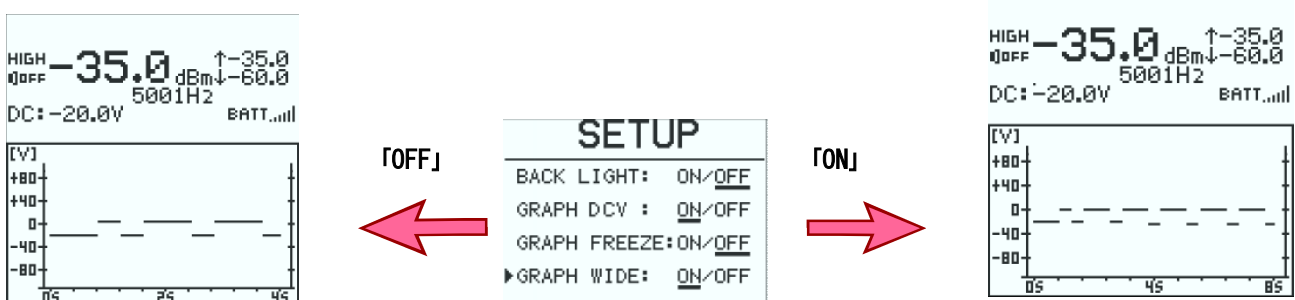 HIGH -35.0 dBm ↑-35.0
OFF ↓-60.0
5001Hz
DC:-20.0V BATT
[V]
+80
+40
0
-40
-80
0S 2S 4S
「OFF」
SETUP
BACK LIGHT: ON/OFF
GRAPH DCV : ON/OFF
GRAPH FREEZE:ON/OFF
▶GRAPH WIDE: ON/OFF
「ON」
HIGH -35.0 dBm ↑-35.0
OFF ↓-60.0
5001Hz
DC:-20.0V BATT
[V]
+80
+40
0
-40
-80
0S 4S 8S